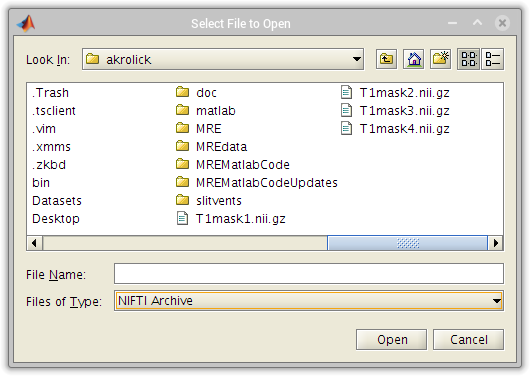 Select File to Open
Look In: akrolick
.Trash doc T1mask2.nii.gz
.tsclient matlab T1mask3.nii.gz
.vim MRE T1mask4.nii.gz
.xmms MREdata
.zkbd MREMatlabCode
bin MREMatlabCodeUpdates
Datasets slitvents
Desktop T1mask1.nii.gz
File Name:
Files of Type: NIFTI Archive
Open Cancel